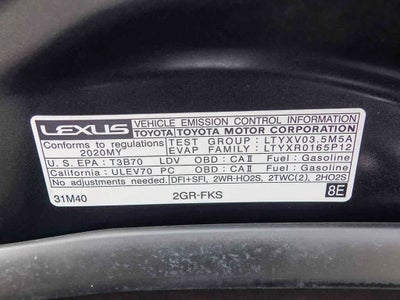 LEXUS VEHICLE EMISSION CONTROL INFORMATION
TOYOTA TOYOTA MOTOR CORPORATION
Conforms to regulations TEST GROUP : LTYXV03.5M5A
2020MY EVAP FAMILY : LTYXR0165P12
U.S. EPA : T3B70 LDV OBD : CAⅡ Fuel : Gasoline
California : ULEV70 PC OBD : CAⅡ Fuel : Gasoline
No adjustments needed. DFI+SFI, 2WR-HO2S, 2TWC(2), 2HO2S
31M40 2GR-FKS 8E